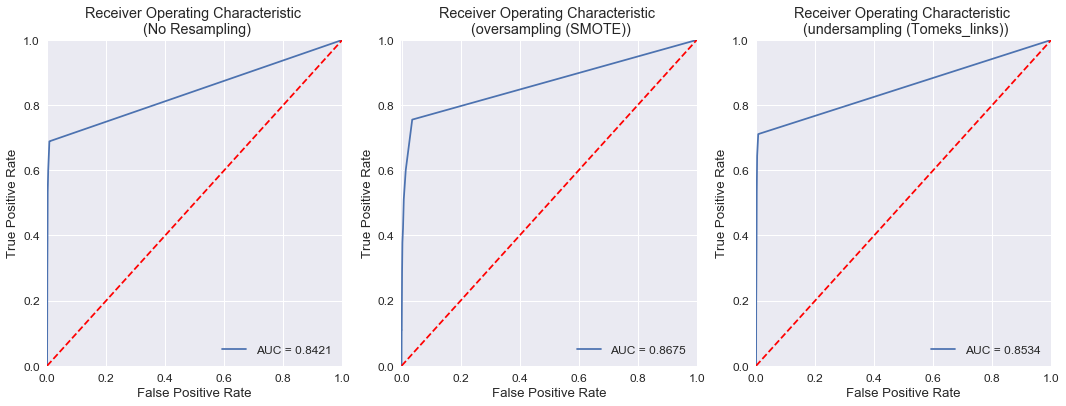 Receiver Operating Characteristic
(No Resampling)
1.0
0.8
0.6
0.4
0.2
0.0
True Positive Rate
AUC = 0.8421
0.0 0.2 0.4 0.6 0.8 1.0
False Positive Rate
Receiver Operating Characteristic
(oversampling (SMOTE))
1.0
0.8
0.6
0.4
0.2
0.0
True Positive Rate
AUC = 0.8675
0.0 0.2 0.4 0.6 0.8 1.0
False Positive Rate
Receiver Operating Characteristic
(undersampling (Tomeks_links))
1.0
0.8
0.6
0.4
0.2
0.0
True Positive Rate
AUC = 0.8534
0.0 0.2 0.4 0.6 0.8 1.0
False Positive Rate